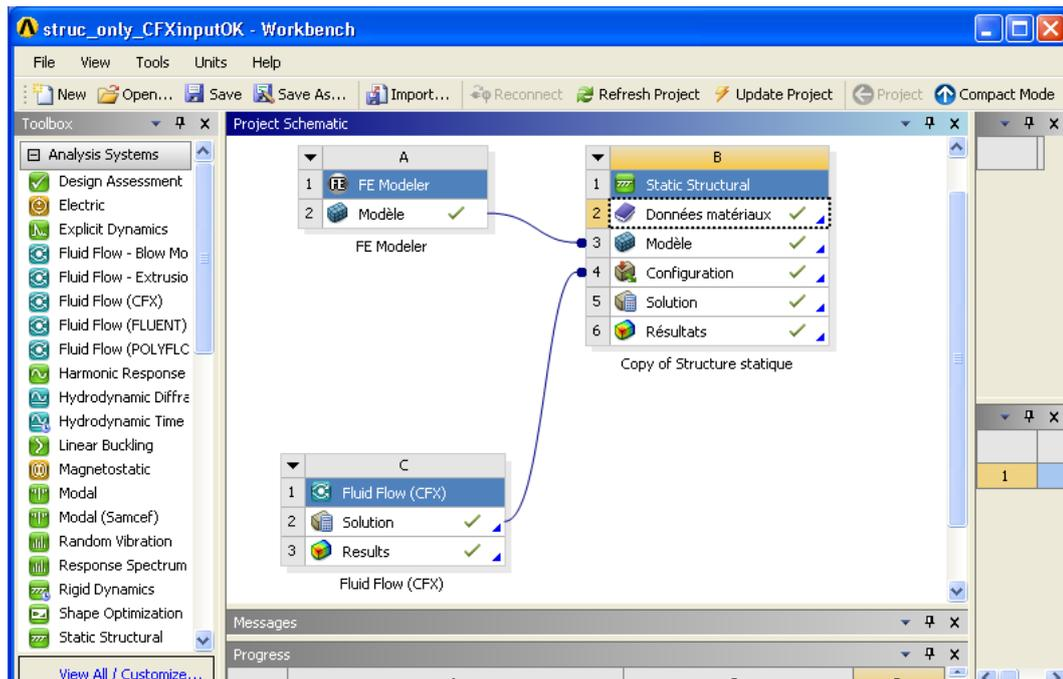 struc_only_CFXinputOK - Workbench
File View Tools Units Help
New Open... Save Save As... Import... Reconnect Refresh Project Update Project Project Compact Mode
Toolbox
Analysis Systems
Design Assessment
Electric
Explicit Dynamics
Fluid Flow - Blow Mo
Fluid Flow - Extrusio
Fluid Flow (CFX)
Fluid Flow (FLUENT)
Fluid Flow (POLYFLC
Harmonic Response
Hydrodynamic Diffra
Hydrodynamic Time
Linear Buckling
Magnetostatic
Modal
Modal (Samcef)
Random Vibration
Response Spectrum
Rigid Dynamics
Shape Optimization
Static Structural
View All / Customize...
Project Schematic
A
1 FE Modeler
2 Modèle
FE Modeler
B
1 Static Structural
2 Données matériaux
3 Modèle
4 Configuration
5 Solution
6 Résultats
Copy of Structure statique
C
1 Fluid Flow (CFX)
2 Solution
3 Results
Fluid Flow (CFX)
Messages
Progress
1